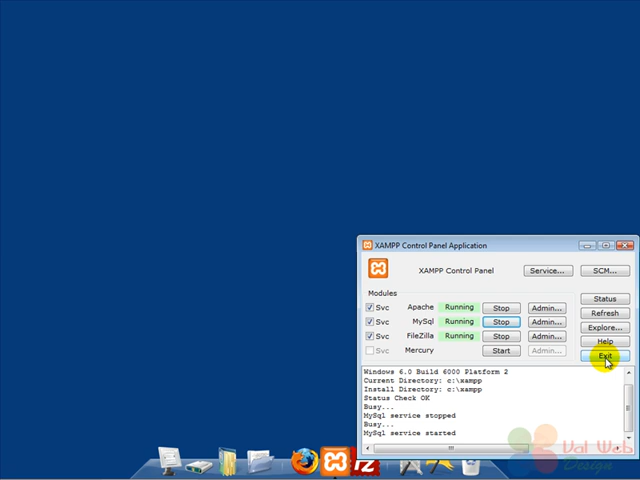 XAMPP Control Panel Application
XAMPP Control Panel
Service...
SCM...
Modules
Svc Apache Running Stop Admin...
Svc MySql Running Stop Admin...
Svc FileZilla Running Stop Admin...
Svc Mercury Start Admin...
Status
Refresh
Explore...
Help
Exit
Windows 6.0 Build 6000 Platform 2
Current Directory: c:\xampp
Install Directory: c:\xampp
Status Check OK
Busy...
MySql service stopped
Busy...
MySql service started
Val Web
Design